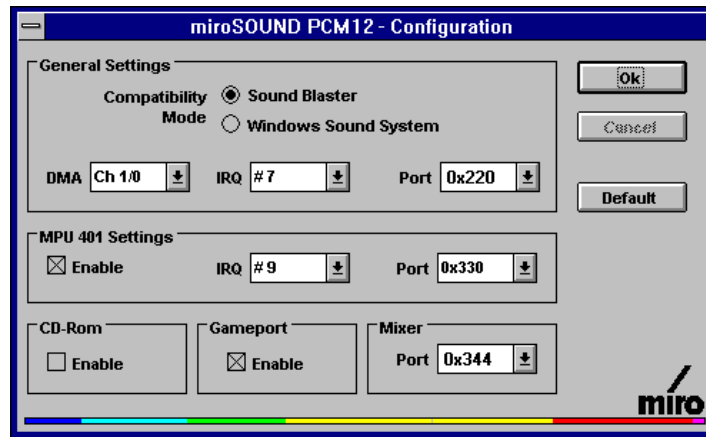 miroSOUND PCM12 - Configuration
General Settings
Compatibility Mode
Sound Blaster
Windows Sound System
DMA Ch 1/0 IRQ #7 Port 0x220
MPU 401 Settings
Enable IRQ #9 Port 0x330
CD-Rom
Enable
Gameport
Enable
Mixer
Port 0x344
Ok
Cancel
Default
miro